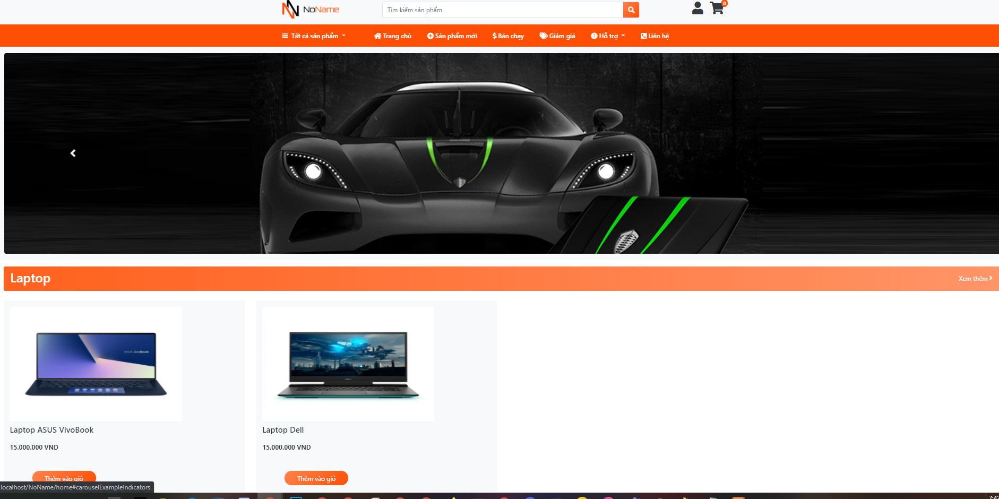 NoName
Tìm kiếm sản phẩm
0
Tất cả sản phẩm
Trang chủ
Sản phẩm mới
Bán chạy
Giảm giá
Hỗ trợ
Liên hệ
Laptop
Xem thêm
Laptop ASUS VivoBook
15.000.000 VND
Thêm vào giỏ
Laptop Dell
15.000.000 VND
Thêm vào giỏ
localhost/NoName/home#carouselExampleIndicators